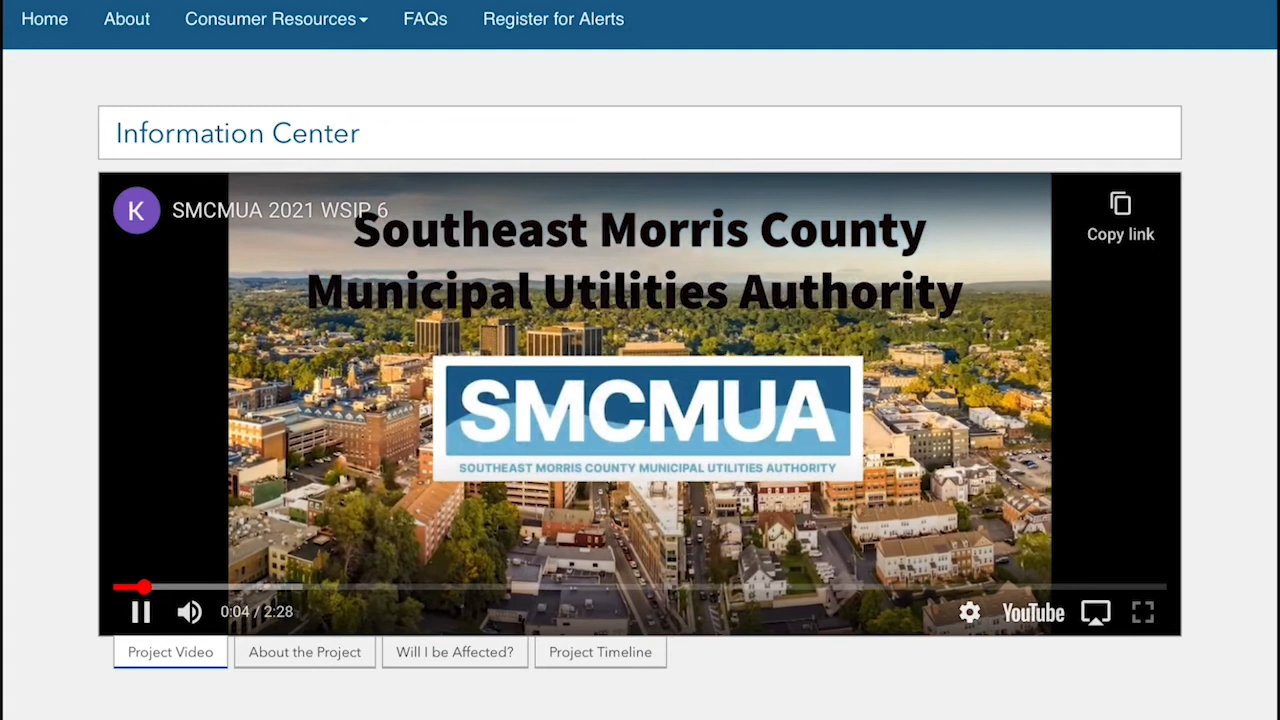 Home About Consumer Resources FAQs Register for Alerts
Information Center
K SMCMUA 2021 WSIP 6
Copy link
Southeast Morris County
Municipal Utilities Authority
SMCMUA
SOUTHEAST MORRIS COUNTY MUNICIPAL UTILITIES AUTHORITY
0:04 / 2:28 YouTube
Project Video About the Project Will I be Affected? Project Timeline